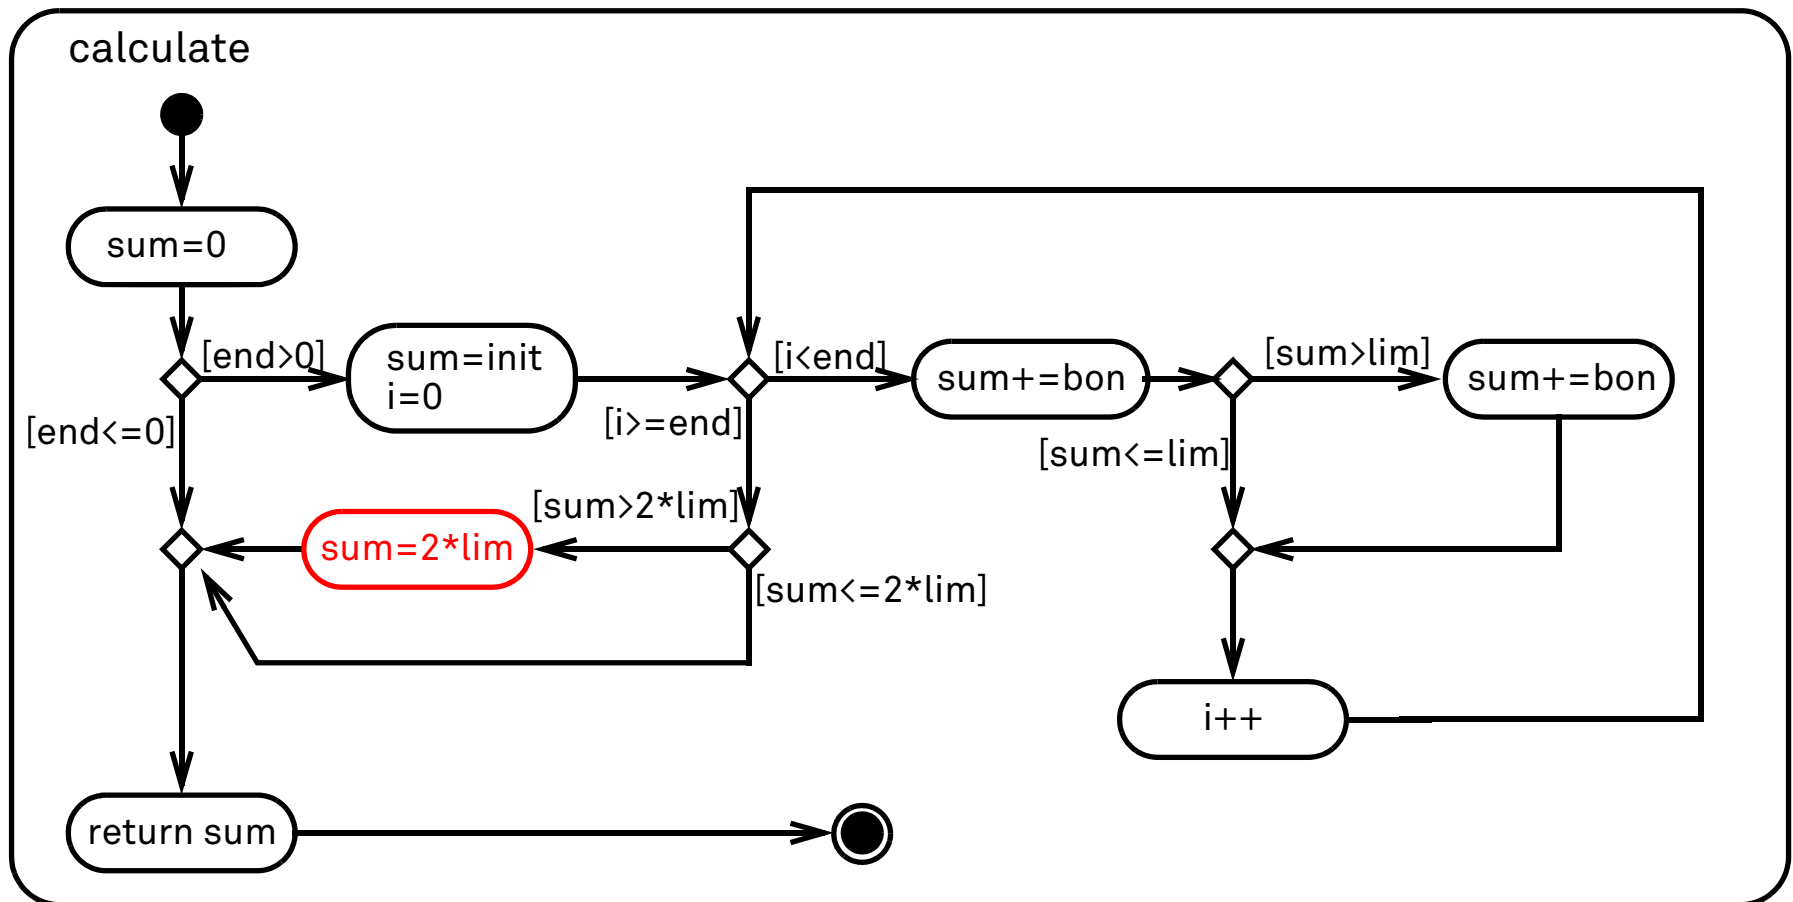 calculate
sum=0
[end>0]
sum=init
i=0
[i<end]
sum+=bon
[sum>lim]
sum+=bon
[end<=0]
[i>=end]
[sum<=lim]
[sum>2*lim]
sum=2*lim
[sum<=2*lim]
i++
return sum